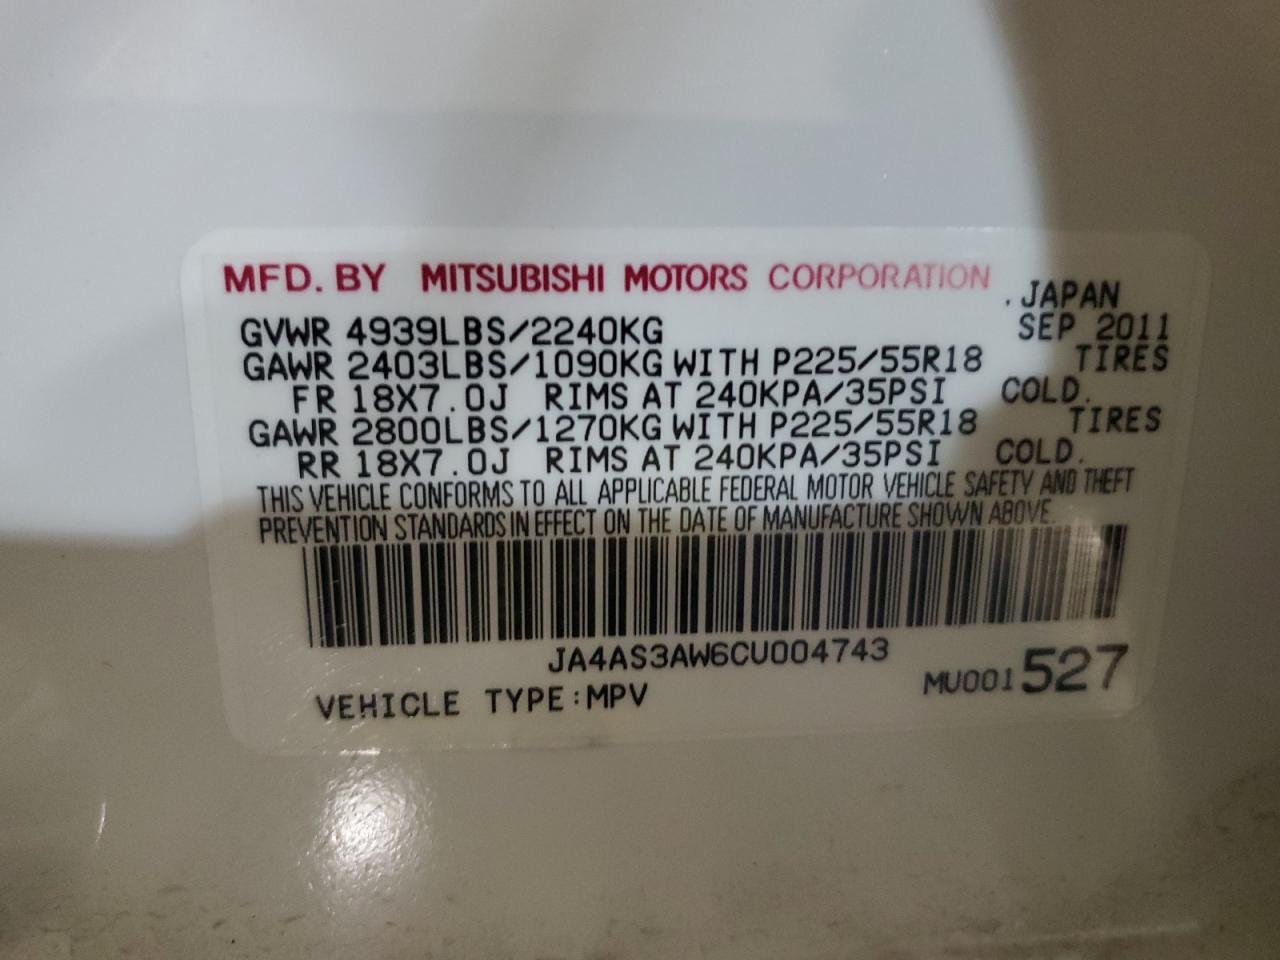 MFD. BY MITSUBISHI MOTORS CORPORATION . JAPAN
GVWR 4939LBS/2240KG SEP 2011
GAWR 2403LBS/1090KG WITH P225/55R18 TIRES
FR 18X7.0J RIMS AT 240KPA/35PSI COLD.
GAWR 2800LBS/1270KG WITH P225/55R18 TIRES
RR 18X7.0J RIMS AT 240KPA/35PSI COLD.
THIS VEHICLE CONFORMS TO ALL APPLICABLE FEDERAL MOTOR VEHICLE SAFETY AND THEFT
PREVENTION STANDARDS IN EFFECT ON THE DATE OF MANUFACTURE SHOWN ABOVE.
JA4AS3AW6CU004743
VEHICLE TYPE:MPV MU001527